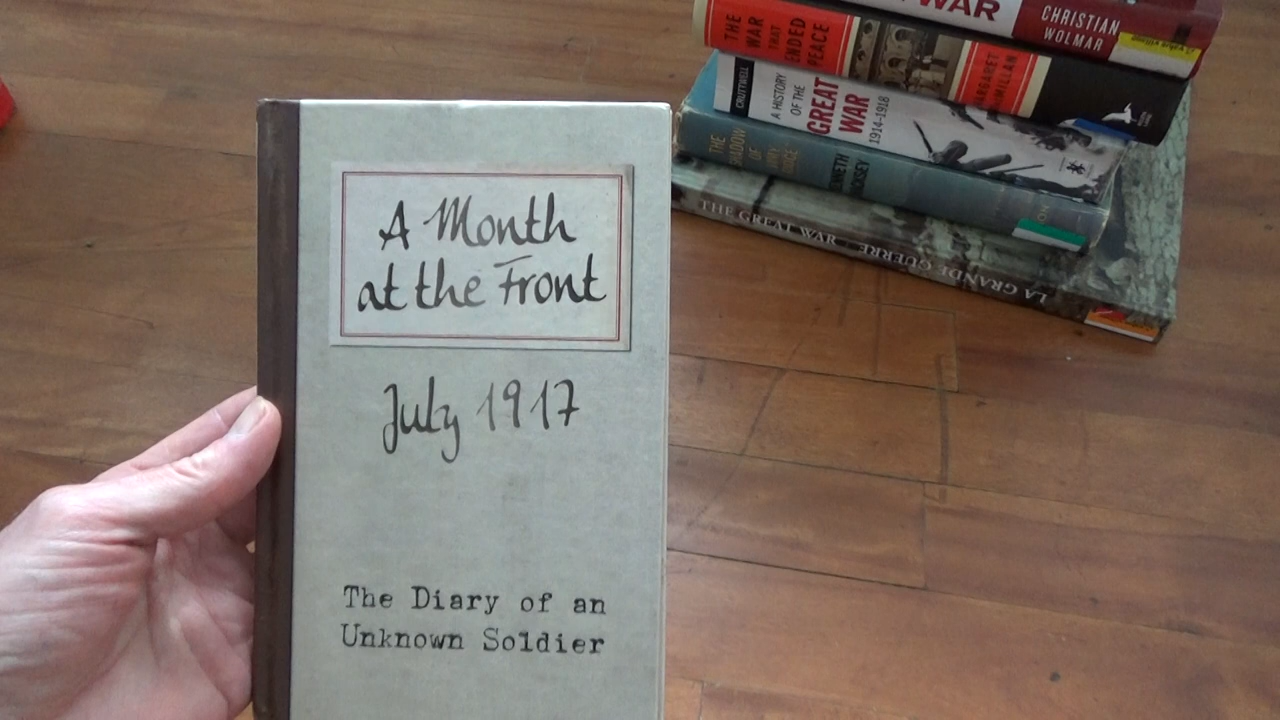 A Month
at the Front
July 1917
The Diary of an
Unknown Soldier
WAR
CHRISTIAN
WOLMAR
THE
WAR
THAT
ENDED
PEACE
MARGARET
MACMILLAN
CRUTTWELL
A HISTORY
OF THE
GREAT
WAR
1914-1918
THE
SHADOW
OF
KENNETH
MACKSEY
THE GREAT WAR
LA GRANDE GUERRE